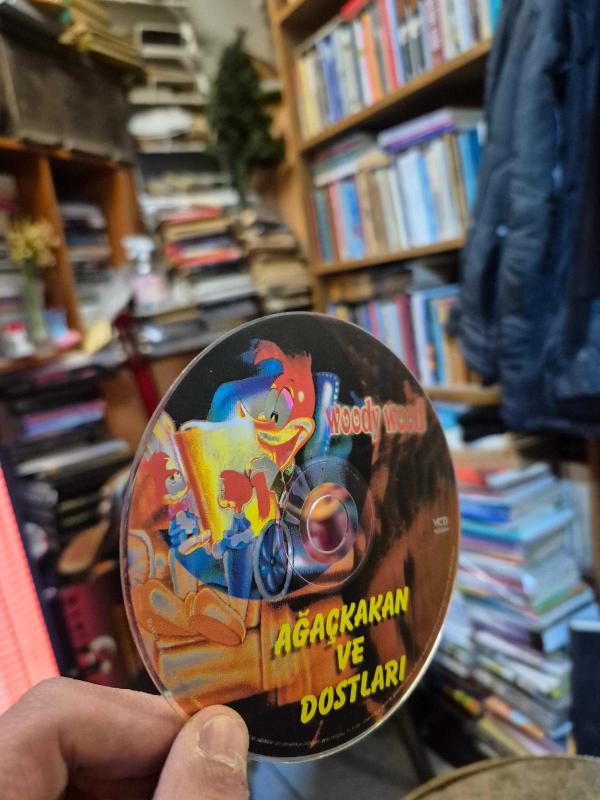 woody wood
VCD
AĞAÇKAKAN
VE
DOSTLARI